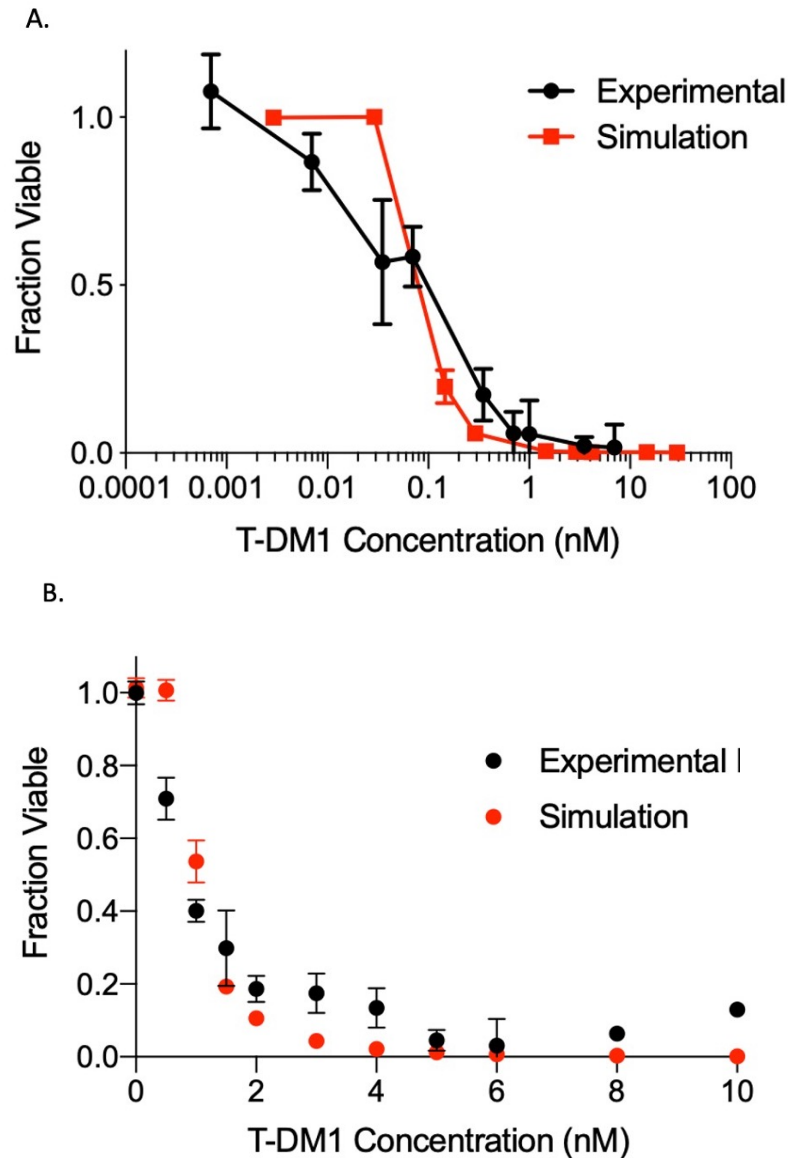 A.
Experimental
Simulation
1.0
0.5
0.0
Fraction Viable
0.0001 0.001 0.01 0.1 1 10 100
T-DM1 Concentration (nM)
B.
Experimental |
Simulation
1.0
0.8
0.6
0.4
0.2
0.0
Fraction Viable
0 2 4 6 8 10
T-DM1 Concentration (nM)